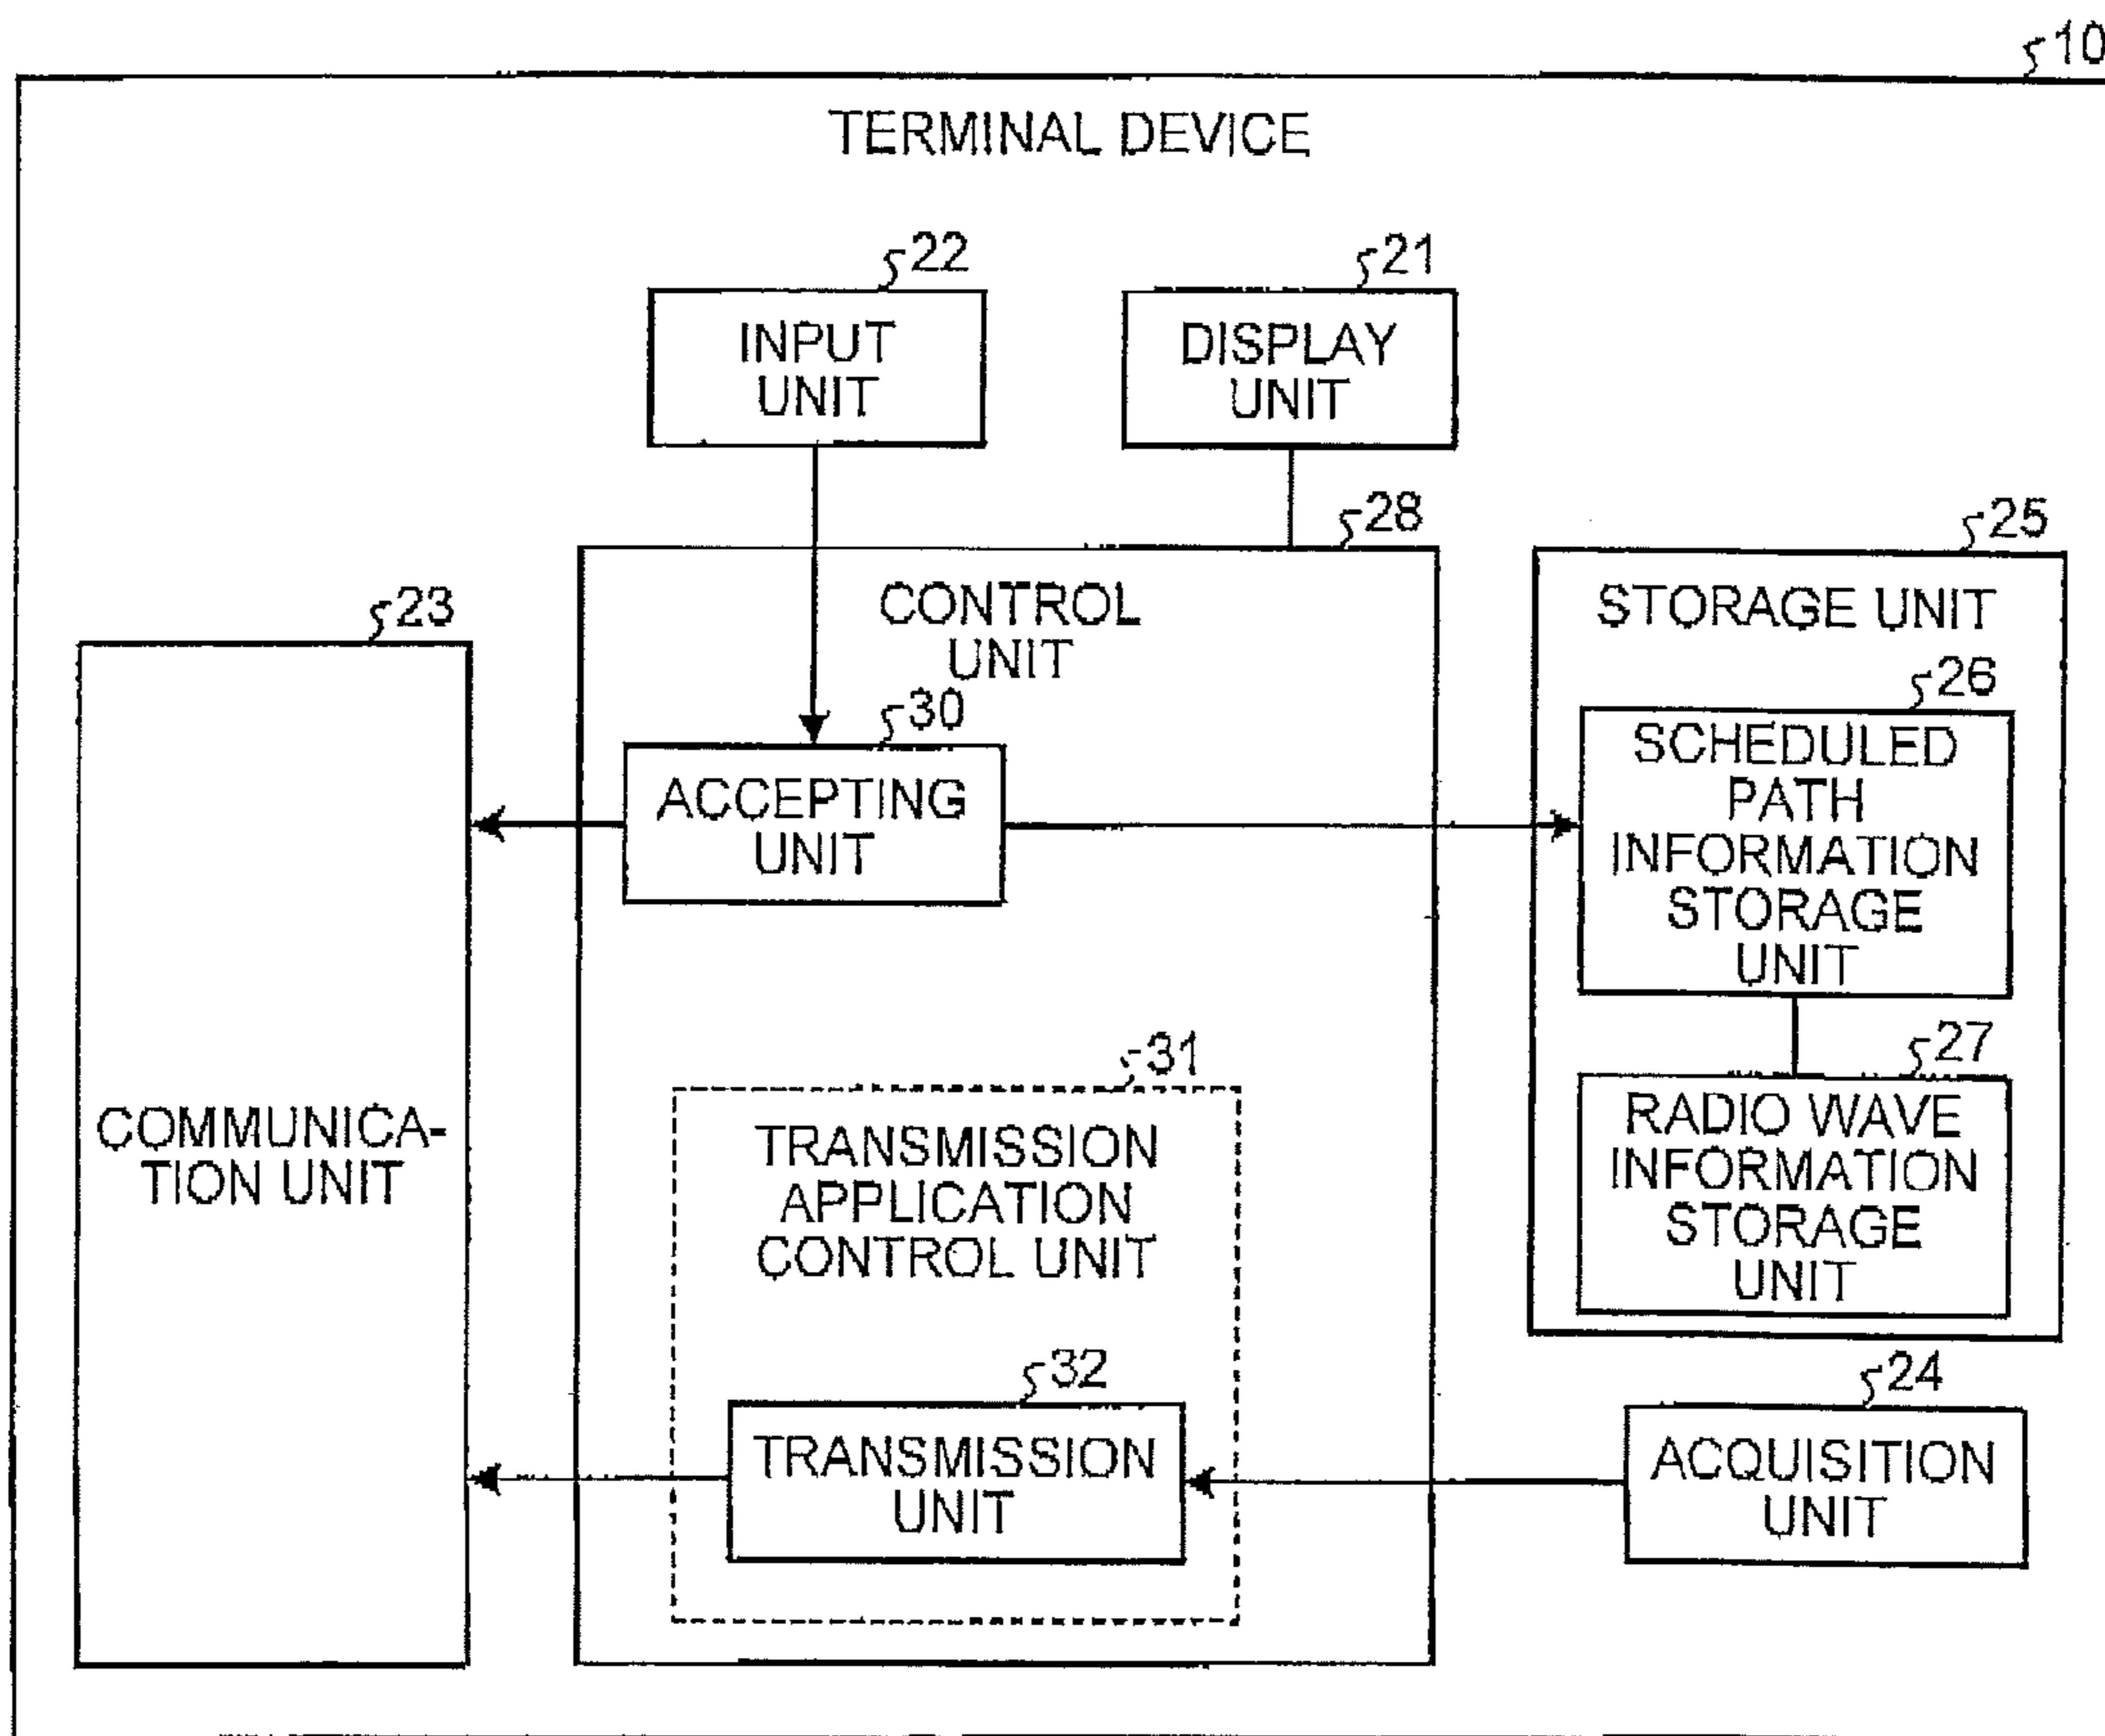 10
TERMINAL DEVICE
22
INPUT
UNIT
21
DISPLAY
UNIT
28
CONTROL
UNIT
25
STORAGE UNIT
23
COMMUNICA-
TION UNIT
30
ACCEPTING
UNIT
26
SCHEDULED
PATH
INFORMATION
STORAGE
UNIT
31
TRANSMISSION
APPLICATION
CONTROL UNIT
27
RADIO WAVE
INFORMATION
STORAGE
UNIT
32
TRANSMISSION
UNIT
24
ACQUISITION
UNIT